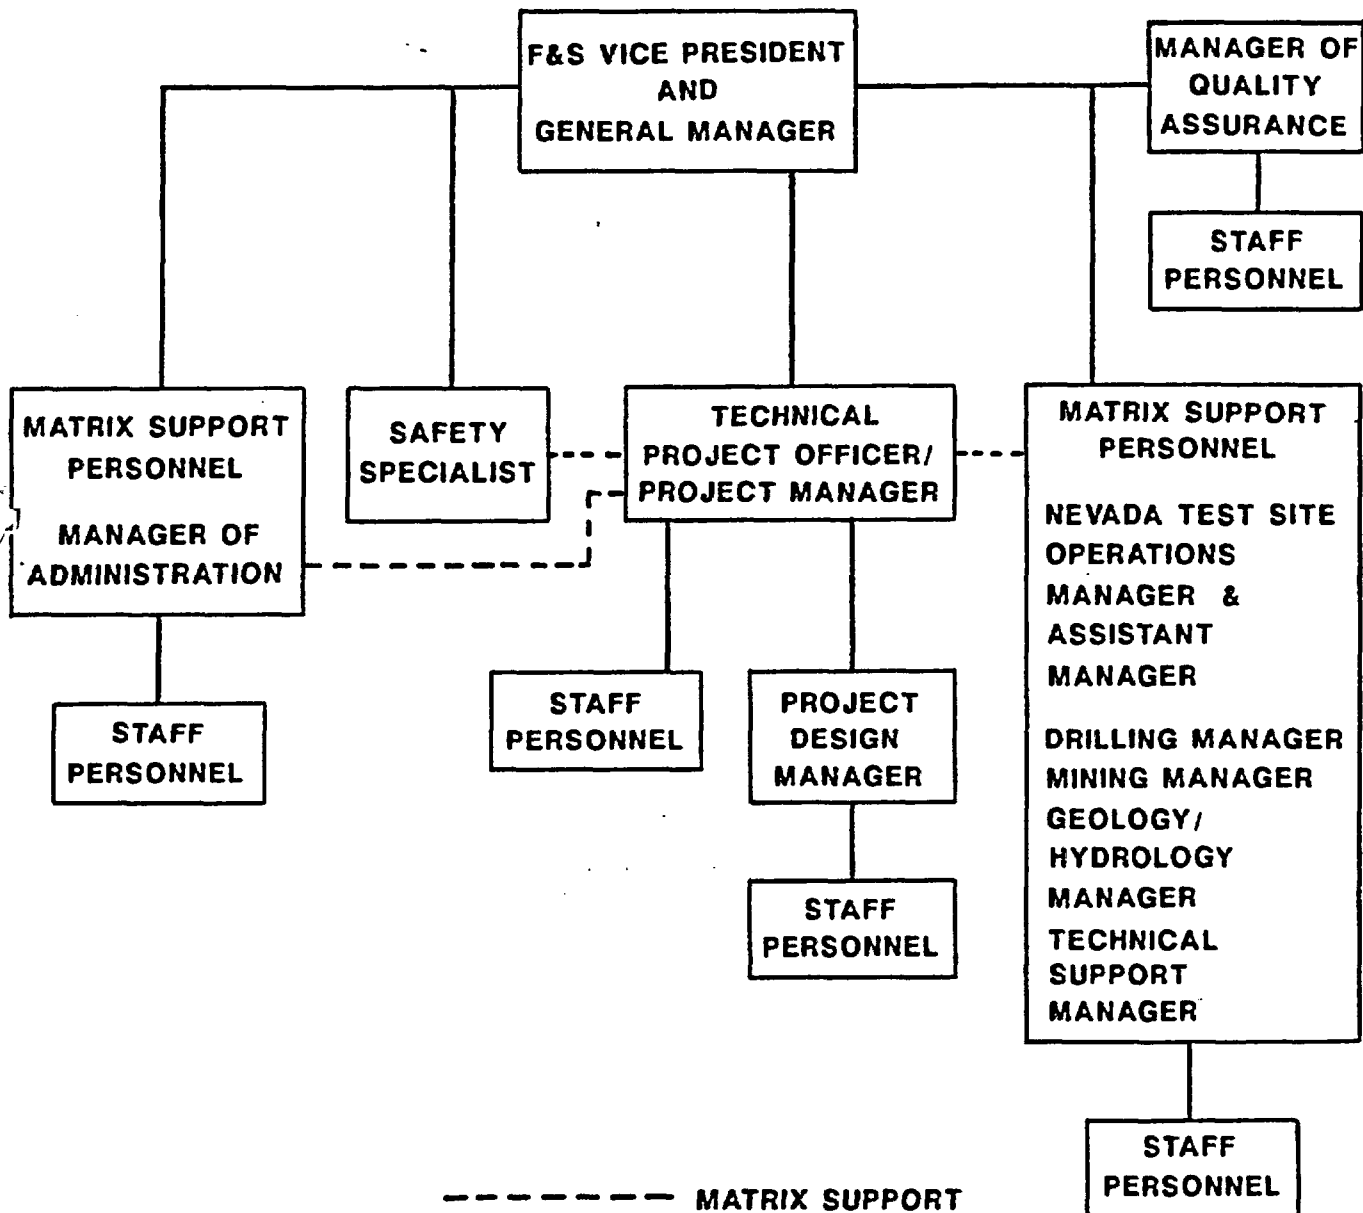 F&S VICE PRESIDENT
AND
GENERAL MANAGER
MANAGER OF
QUALITY
ASSURANCE
STAFF
PERSONNEL
MATRIX SUPPORT
PERSONNEL
MANAGER OF
ADMINISTRATION
SAFETY
SPECIALIST
TECHNICAL
PROJECT OFFICER/
PROJECT MANAGER
MATRIX SUPPORT
PERSONNEL
NEVADA TEST SITE
OPERATIONS
MANAGER &
ASSISTANT
MANAGER
DRILLING MANAGER
MINING MANAGER
GEOLOGY/
HYDROLOGY
MANAGER
TECHNICAL
SUPPORT
MANAGER
STAFF
PERSONNEL
STAFF
PERSONNEL
PROJECT
DESIGN
MANAGER
STAFF
PERSONNEL
STAFF
PERSONNEL
MATRIX SUPPORT